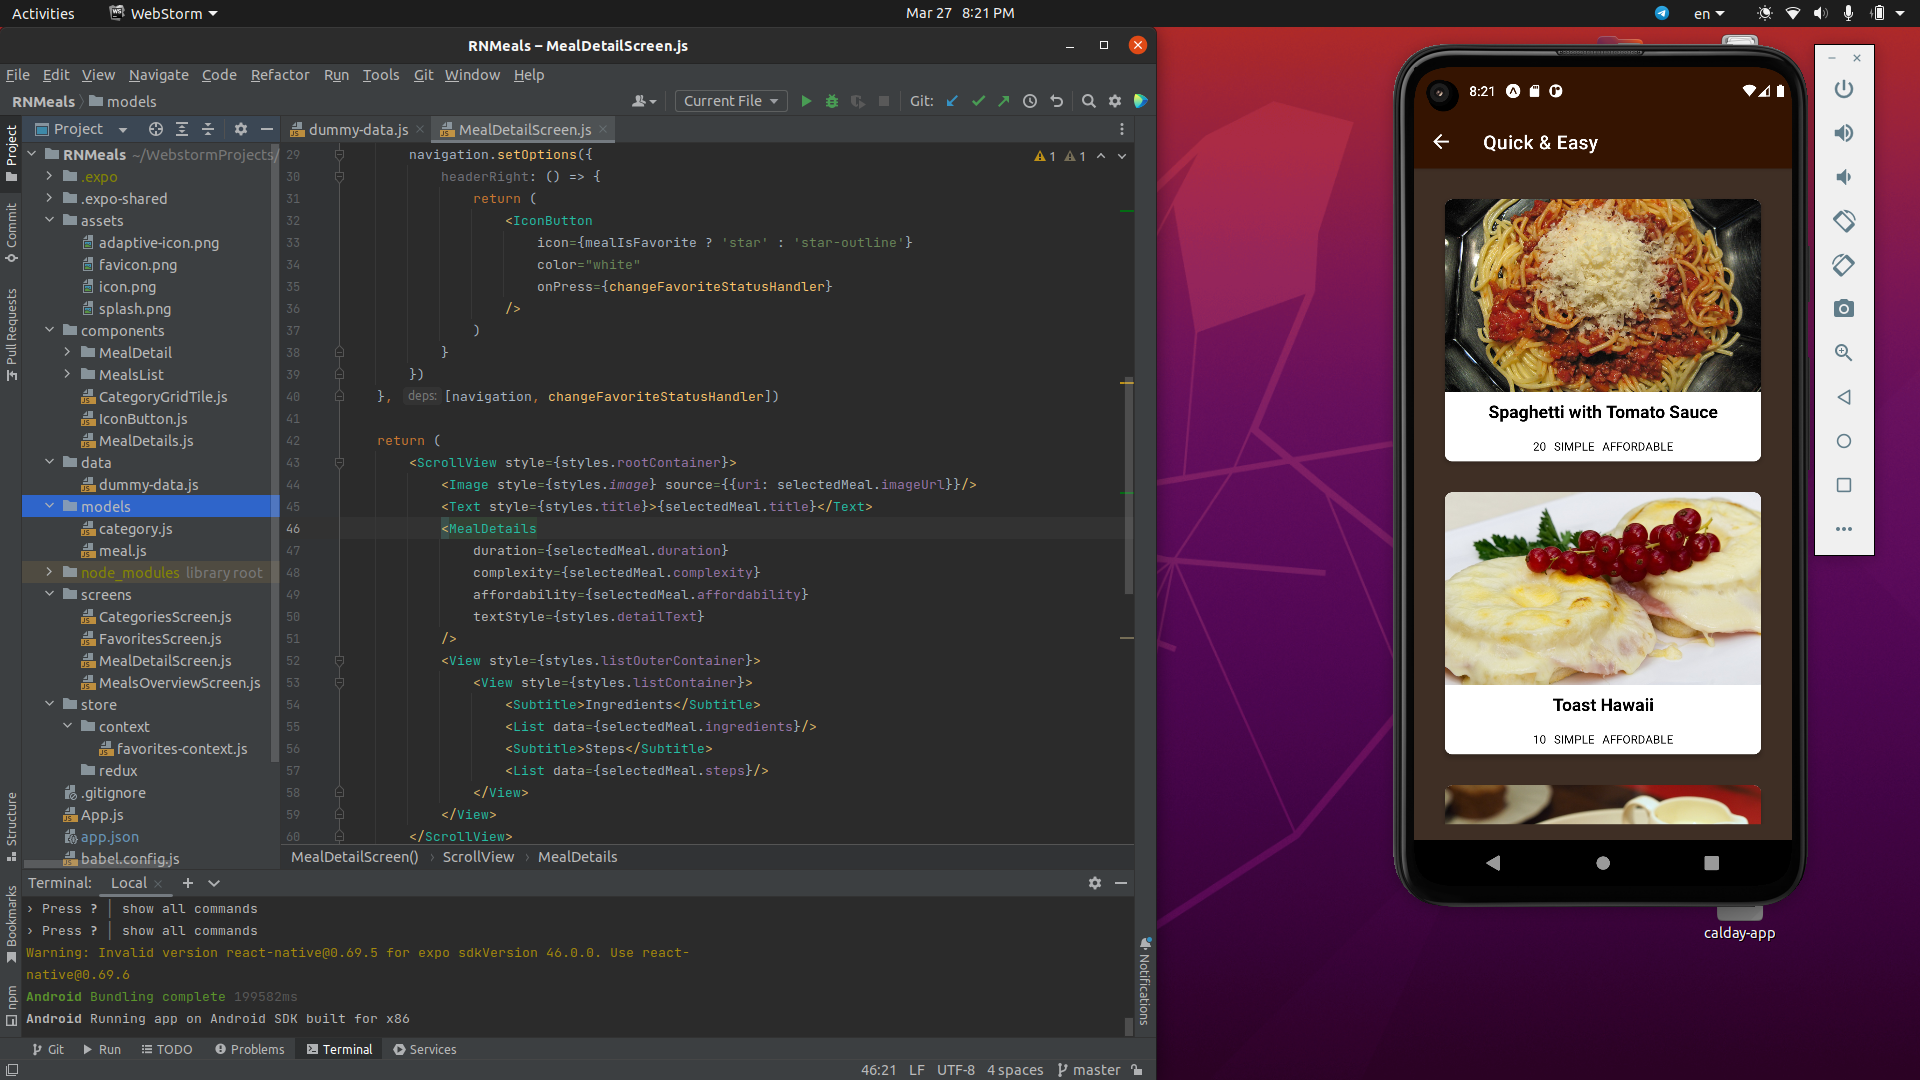 Activities
WebStorm
Mar 27 8:21 PM
en
RNMeals – MealDetailScreen.js
File Edit View Navigate Code Refactor Run Tools Git Window Help
RNMeals models
Current File
Git:
Project
dummy-data.js
MealDetailScreen.js
RNMeals ~/WebstormProjects/
.expo
.expo-shared
assets
adaptive-icon.png
favicon.png
icon.png
splash.png
components
MealDetail
MealsList
CategoryGridTile.js
IconButton.js
MealDetails.js
data
dummy-data.js
models
category.js
meal.js
node_modules library root
screens
CategoriesScreen.js
FavoritesScreen.js
MealDetailScreen.js
MealsOverviewScreen.js
store
context
favorites-context.js
redux
.gitignore
App.js
app.json
babel.config.js
Project
Commit
Pull Requests
Structure
Bookmarks
npm
1 1
29 navigation.setOptions({
30 headerRight: () => {
31 return (
32 <IconButton
33 icon={mealIsFavorite ? 'star' : 'star-outline'}
34 color="white"
35 onPress={changeFavoriteStatusHandler}
36 />
37 )
38 }
39 })
40 }, deps: [navigation, changeFavoriteStatusHandler])
41
42 return (
43 <ScrollView style={styles.rootContainer}>
44 <Image style={styles.image} source={{uri: selectedMeal.imageUrl}}/>
45 <Text style={styles.title}>{selectedMeal.title}</Text>
46 <MealDetails
47 duration={selectedMeal.duration}
48 complexity={selectedMeal.complexity}
49 affordability={selectedMeal.affordability}
50 textStyle={styles.detailText}
51 />
52 <View style={styles.listOuterContainer}>
53 <View style={styles.listContainer}>
54 <Subtitle>Ingredients</Subtitle>
55 <List data={selectedMeal.ingredients}/>
56 <Subtitle>Steps</Subtitle>
57 <List data={selectedMeal.steps}/>
58 </View>
59 </View>
60 </ScrollView>
MealDetailScreen() › ScrollView › MealDetails
Terminal: Local
› Press ? │ show all commands
› Press ? │ show all commands
Warning: Invalid version react-native@0.69.5 for expo sdkVersion 46.0.0. Use react-
native@0.69.6
Android Bundling complete 199582ms
Android Running app on Android SDK built for x86
Notifications
Git Run TODO Problems Terminal Services
46:21 LF UTF-8 4 spaces master
8:21
Quick & Easy
Spaghetti with Tomato Sauce
20 SIMPLE AFFORDABLE
Toast Hawaii
10 SIMPLE AFFORDABLE
calday-app